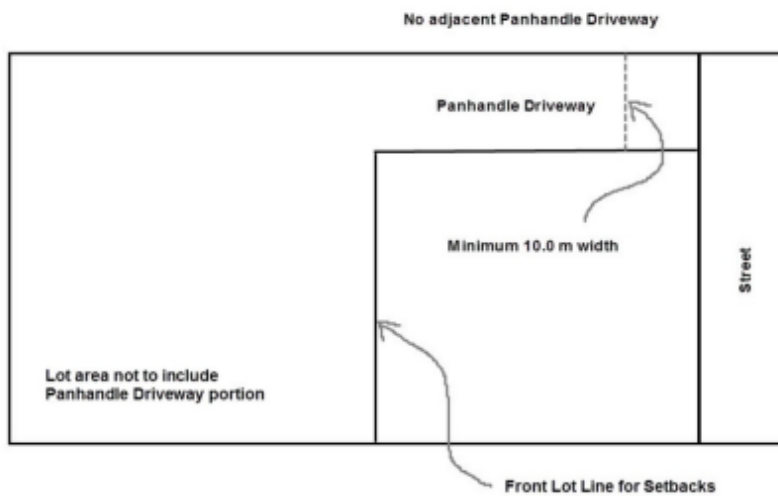 No adjacent Panhandle Driveway
Panhandle Driveway
Minimum 10.0 m width
Street
Lot area not to include
Panhandle Driveway portion
Front Lot Line for Setbacks